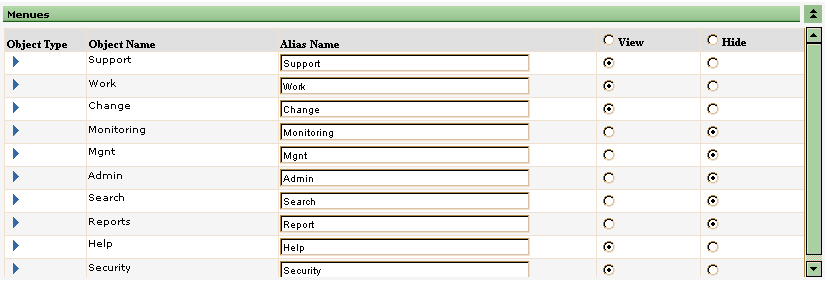 Menues
Object Type Object Name Alias Name View Hide
Support Support
Work Work
Change Change
Monitoring Monitoring
Mgnt Mgnt
Admin Admin
Search Search
Reports Report
Help Help
Security Security